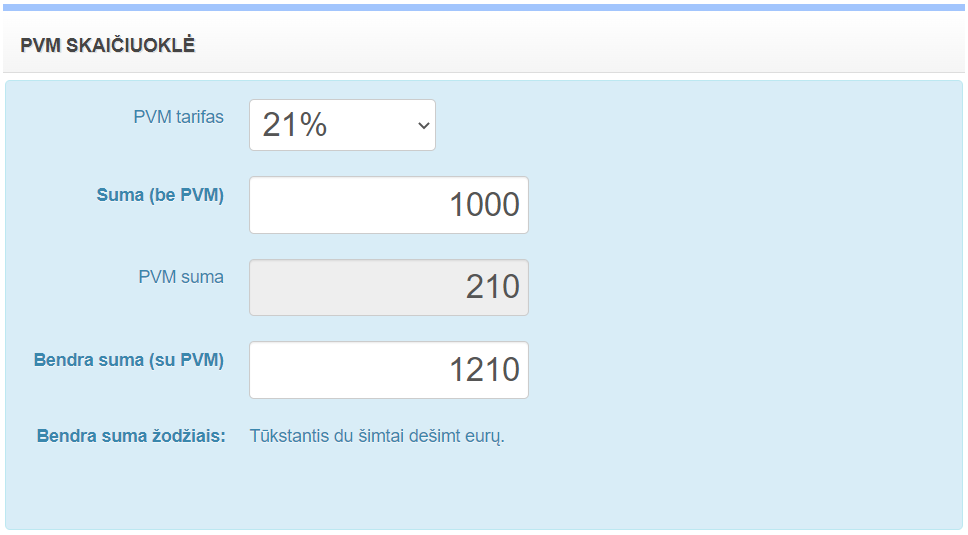 PVM SKAIČIUOKLĖ
PVM tarifas 21%
Suma (be PVM) 1000
PVM suma 210
Bendra suma (su PVM) 1210
Bendra suma žodžiais: Tūkstantis du šimtai dešimt eurų.